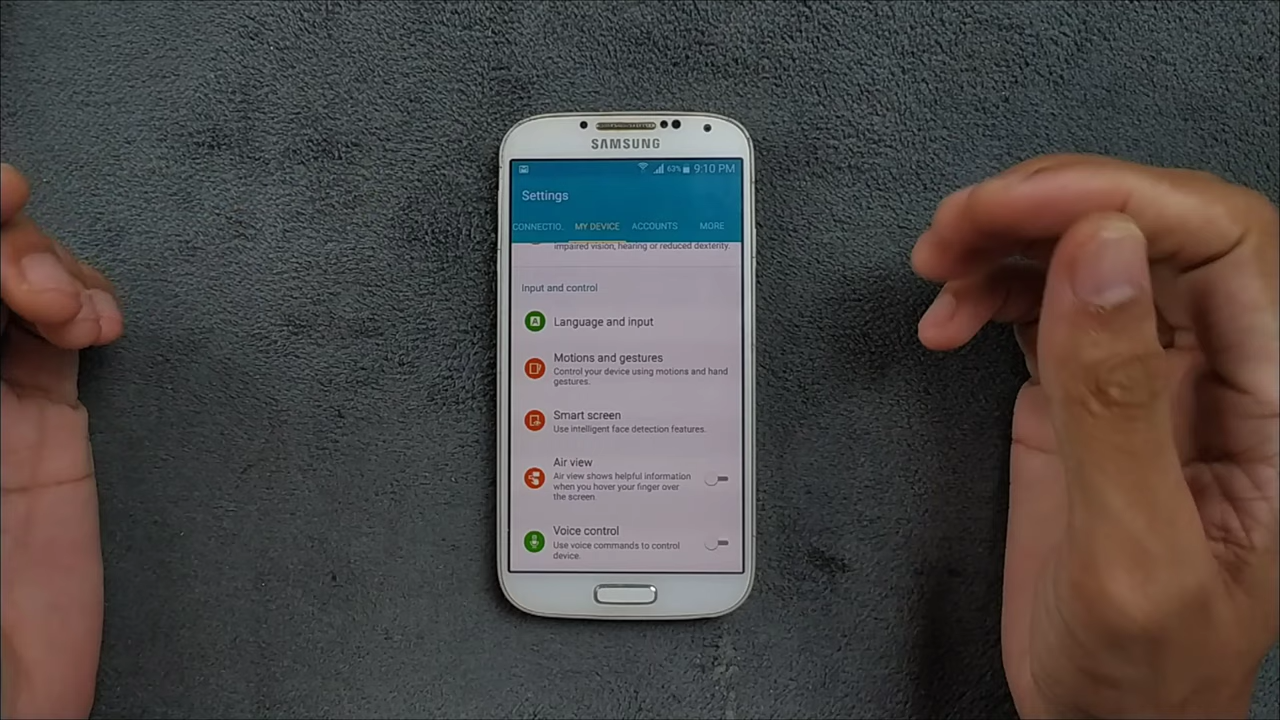 SAMSUNG
63% 9:10 PM
Settings
CONNECTIO.. MY DEVICE ACCOUNTS MORE
impaired vision, hearing or reduced dexterity.
Input and control
A
Language and input
Motions and gestures
Control your device using motions and hand
gestures.
Smart screen
Use intelligent face detection features.
Air view
Air view shows helpful information
when you hover your finger over
the screen.
Voice control
Use voice commands to control
device.